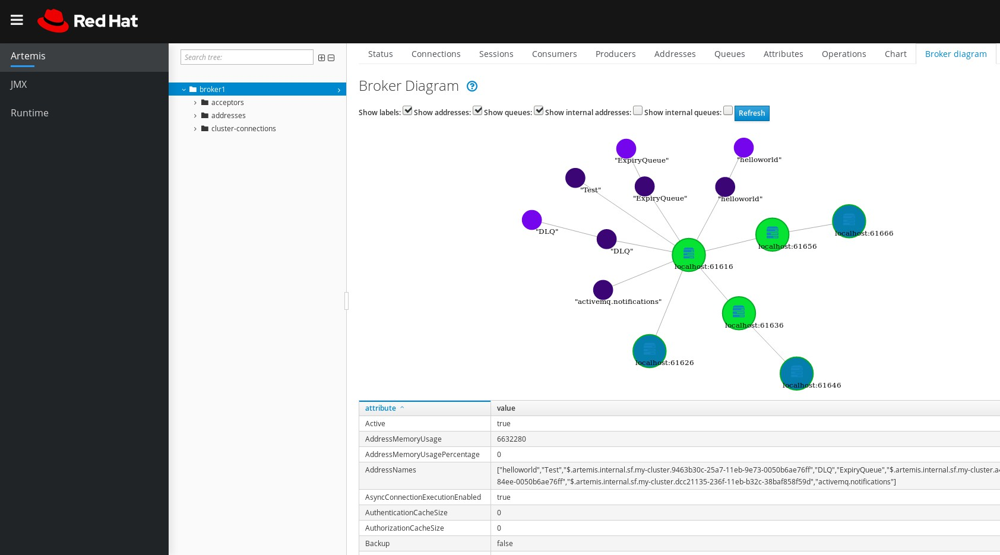 Red Hat
Artemis
JMX
Runtime
Search tree:
broker1
acceptors
addresses
cluster-connections
Status Connections Sessions Consumers Producers Addresses Queues Attributes Operations Chart Broker diagram
Broker Diagram
Show labels: Show addresses: Show queues: Show internal addresses: Show internal queues: Refresh
"ExpiryQueue"
"helloworld"
"Test"
"ExpiryQueue"
"helloworld"
"DLQ"
"DLQ"
localhost:61666
localhost:61656
localhost:61616
"activemq.notifications"
localhost:61636
localhost:61626
localhost:61646
attribute value
Active true
AddressMemoryUsage 6632280
AddressMemoryUsagePercentage 0
AddressNames ["helloworld","Test","$.artemis.internal.sf.my-cluster.9463b30c-25a7-11eb-9e73-0050b6ae76ff","DLQ","ExpiryQueue","$.artemis.internal.sf.my-cluster.a4
84ee-0050b6ae76ff","$.artemis.internal.sf.my-cluster.dcc21135-236f-11eb-b32c-38baf858f59d","activemq.notifications"]
AsyncConnectionExecutionEnabled true
AuthenticationCacheSize 0
AuthorizationCacheSize 0
Backup false